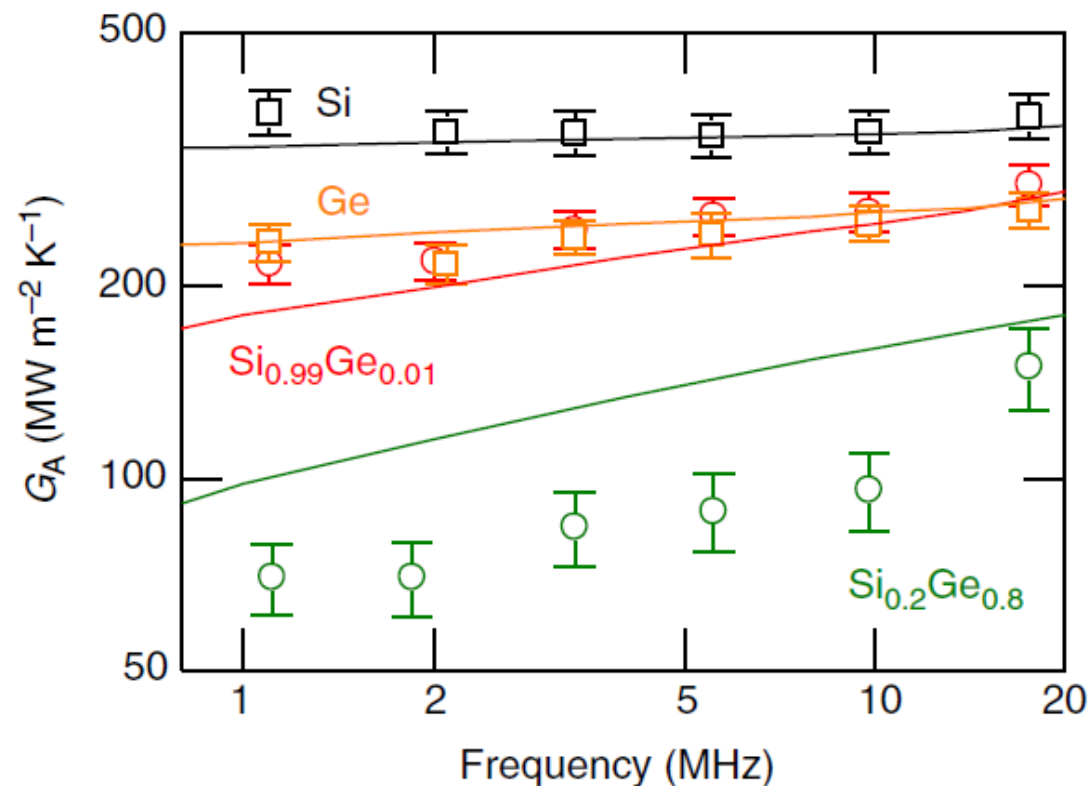 500
200
100
50
G_A (MW m⁻² K⁻¹)
Si
Ge
Si₀.₉₉Ge₀.₀₁
Si₀.₂Ge₀.₈
1 2 5 10 20
Frequency (MHz)